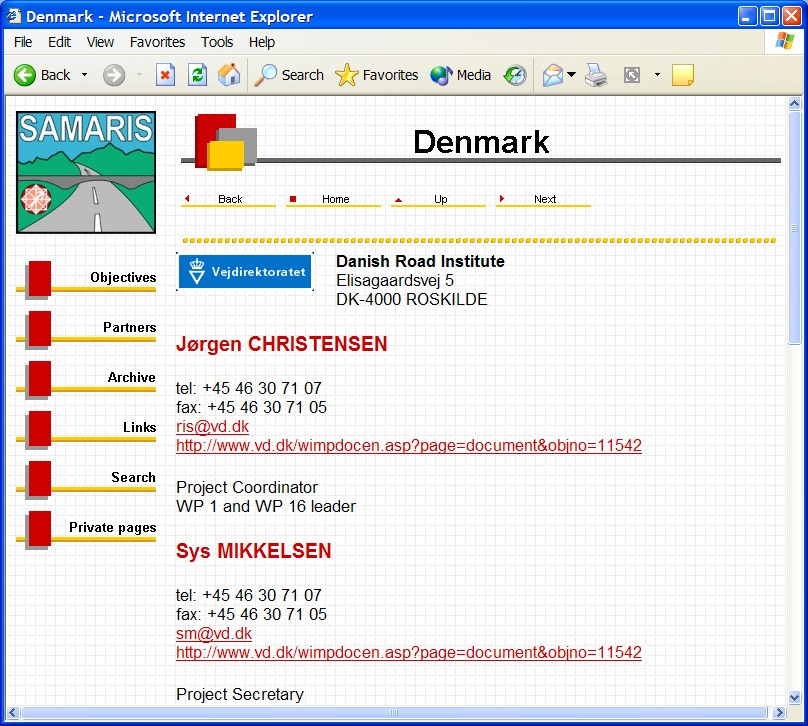 Denmark - Microsoft Internet Explorer
File Edit View Favorites Tools Help
Back Search Favorites Media
SAMARIS
Denmark
Back Home Up Next
Objectives
Partners
Archive
Links
Search
Private pages
Vejdirektoratet
Danish Road Institute
Elisagaardsvej 5
DK-4000 ROSKILDE
Jørgen CHRISTENSEN
tel: +45 46 30 71 07
fax: +45 46 30 71 05
ris@vd.dk
http://www.vd.dk/wimpdocen.asp?page=document&objno=11542
Project Coordinator
WP 1 and WP 16 leader
Sys MIKKELSEN
tel: +45 46 30 71 07
fax: +45 46 30 71 05
sm@vd.dk
http://www.vd.dk/wimpdocen.asp?page=document&objno=11542
Project Secretary